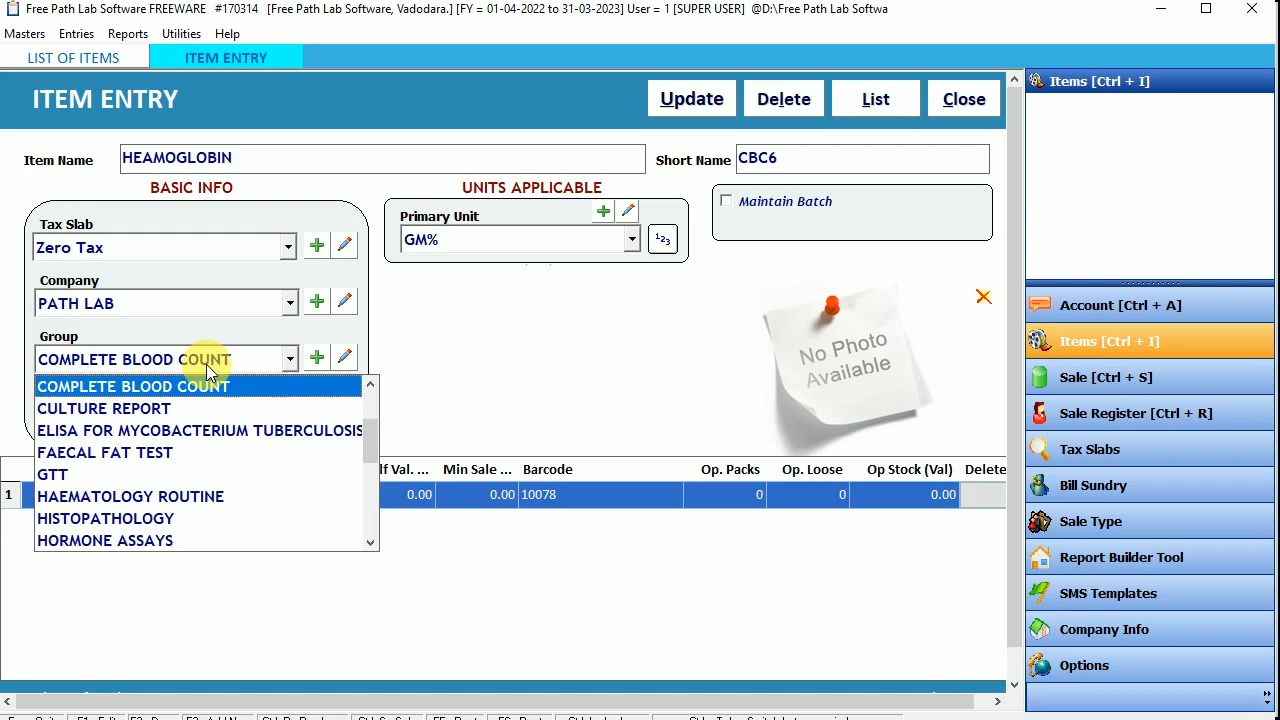 Free Path Lab Software FREEWARE #170314 [Free Path Lab Software, Vadodara.] [FY = 01-04-2022 to 31-03-2023] User = 1 [SUPER USER] @D:\Free Path Lab Softwa
Masters Entries Reports Utilities Help
LIST OF ITEMS ITEM ENTRY
Items [Ctrl + I]
ITEM ENTRY
Update Delete List Close
Item Name HEAMOGLOBIN Short Name CBC6
BASIC INFO UNITS APPLICABLE
Maintain Batch
Tax Slab
Zero Tax
Primary Unit
GM% 123
Company
PATH LAB
Group
COMPLETE BLOOD COUNT
COMPLETE BLOOD COUNT
CULTURE REPORT
ELISA FOR MYCOBACTERIUM TUBERCULOSIS
FAECAL FAT TEST
GTT
HAEMATOLOGY ROUTINE
HISTOPATHOLOGY
HORMONE ASSAYS
No Photo
Available
lf Val. ... Min Sale ... Barcode Op. Packs Op. Loose Op Stock (Val) Delete
1 0.00 0.00 10078 0 0 0.00
Account [Ctrl + A]
Items [Ctrl + I]
Sale [Ctrl + S]
Sale Register [Ctrl + R]
Tax Slabs
Bill Sundry
Sale Type
Report Builder Tool
SMS Templates
Company Info
Options